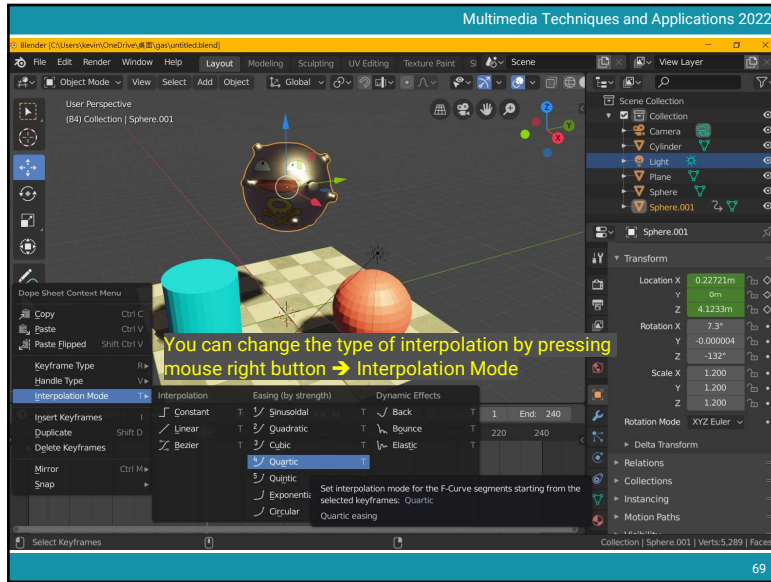 Multimedia Techniques and Applications 2022
Blender [C:\Users\kevin\OneDrive\桌面\gas\untitled.blend]
File Edit Render Window Help Layout Modeling Sculpting UV Editing Texture Paint Scene View Layer
Object Mode View Select Add Object Global
User Perspective
(84) Collection | Sphere.001
Z
Y
X
Scene Collection
Collection
Camera
Cylinder
Light
Plane
Sphere
Sphere.001
Sphere.001
Transform
Location X 0.22721m
Y 0m
Z 4.1233m
Rotation X 7.3°
Y -0.000004
Z -132°
Scale X 1.200
Y 1.200
Z 1.200
Rotation Mode XYZ Euler
Delta Transform
Relations
Collections
Instancing
Motion Paths
Visibility
Dope Sheet Context Menu
Copy Ctrl C
Paste Ctrl V
Paste Flipped Shift Ctrl V
Keyframe Type R
Handle Type V
Interpolation Mode T
Insert Keyframes I
Duplicate Shift D
Delete Keyframes
Mirror Ctrl M
Snap
You can change the type of interpolation by pressing
mouse right button ➔ Interpolation Mode
Interpolation Easing (by strength) Dynamic Effects
Constant T Sinusoidal T Back T
Linear T Quadratic T Bounce T
Bezier T Cubic T Elastic T
Quartic T
Quintic
Exponentia
Circular
1 End: 240
220 240
Set interpolation mode for the F-Curve segments starting from the
selected keyframes: Quartic
Quartic easing
Select Keyframes
Collection | Sphere.001 | Verts:5,289 | Faces
69